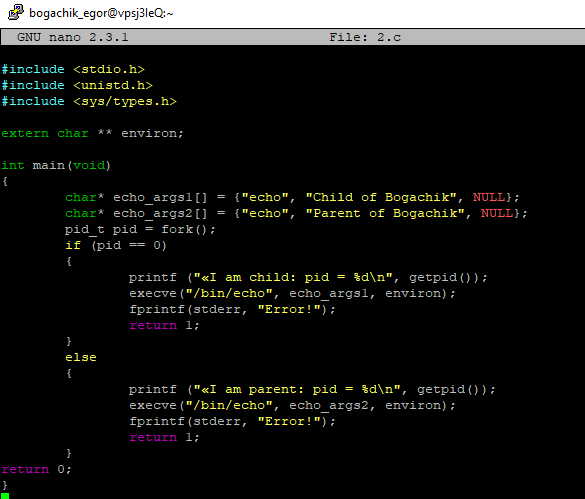 bogachik_egor@vpsj3leQ:~
GNU nano 2.3.1 File: 2.c
#include <stdio.h>
#include <unistd.h>
#include <sys/types.h>
extern char ** environ;
int main(void)
{
char* echo_args1[] = {"echo", "Child of Bogachik", NULL};
char* echo_args2[] = {"echo", "Parent of Bogachik", NULL};
pid_t pid = fork();
if (pid == 0)
{
printf ("«I am child: pid = %d\n", getpid());
execve("/bin/echo", echo_args1, environ);
fprintf(stderr, "Error!");
return 1;
}
else
{
printf ("«I am parent: pid = %d\n", getpid());
execve("/bin/echo", echo_args2, environ);
fprintf(stderr, "Error!");
return 1;
}
return 0;
}